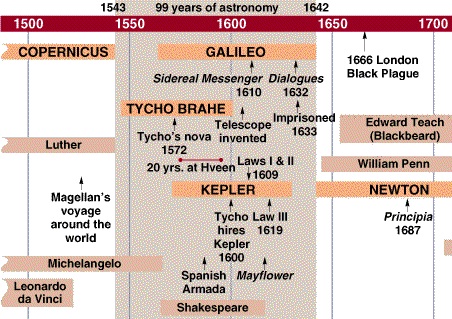 1543 99 years of astronomy 1642
1500 1550 1600 1650 1700
COPERNICUS GALILEO
1666 London
Black Plague
Sidereal Messenger
1610
Dialogues
1632
TYCHO BRAHE
Telescope
invented
Imprisoned
1633
Edward Teach
(Blackbeard)
Tycho's nova
1572
Luther
20 yrs. at Hveen
Laws I & II
1609
William Penn
KEPLER
NEWTON
Magellan's
voyage
around the
world
Tycho
hires
Kepler
1600
Law III
1619
Principia
1687
Michelangelo
Spanish
Armada
Mayflower
Leonardo
da Vinci
Shakespeare